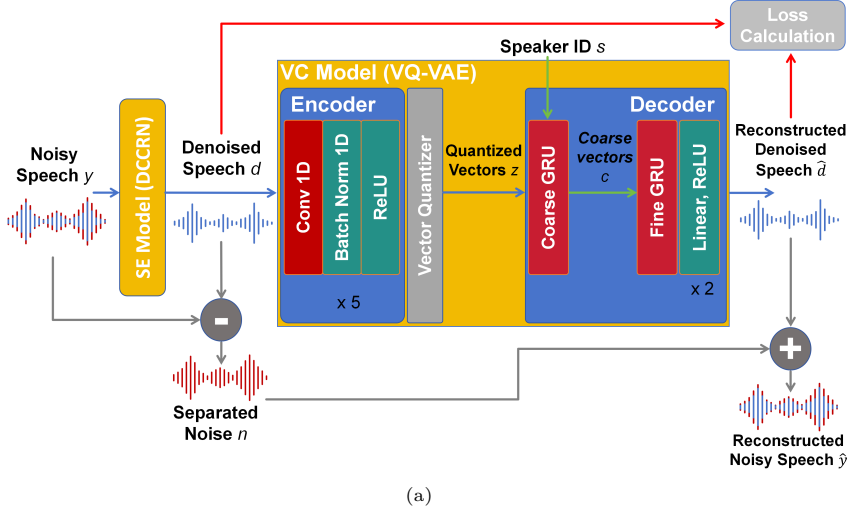 Loss
Calculation
Speaker ID s
VC Model (VQ-VAE)
Encoder
Decoder
Noisy
Speech y
SE Model (DCCRN)
Denoised
Speech d
Conv 1D
Batch Norm 1D
ReLU
x 5
Vector Quantizer
Quantized
Vectors z
Coarse GRU
Coarse
vectors
c
Fine GRU
Linear, ReLU
x 2
Reconstructed
Denoised
Speech d̂
-
+
Separated
Noise n
Reconstructed
Noisy Speech ŷ
(a)